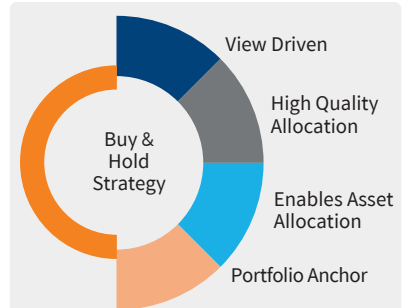 View Driven
High Quality
Allocation
Buy &
Hold
Strategy
Enables Asset
Allocation
Portfolio Anchor